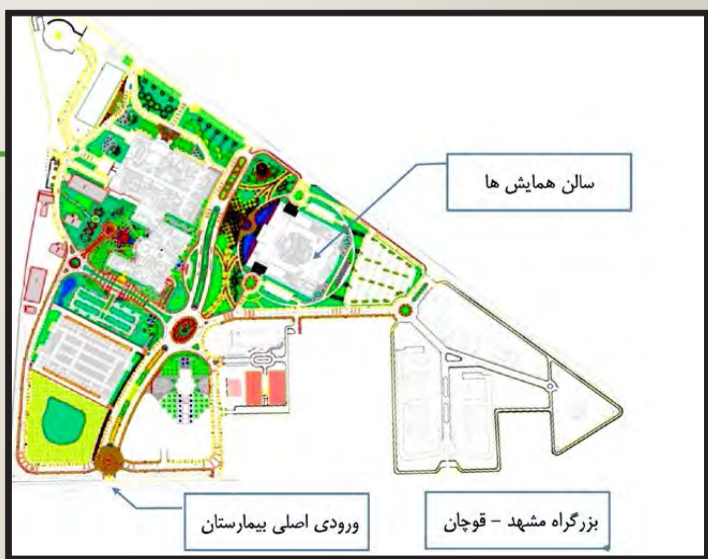 سالن همایش ها
ورودی اصلی بیمارستان
بزرگراه مشهد - قوچان